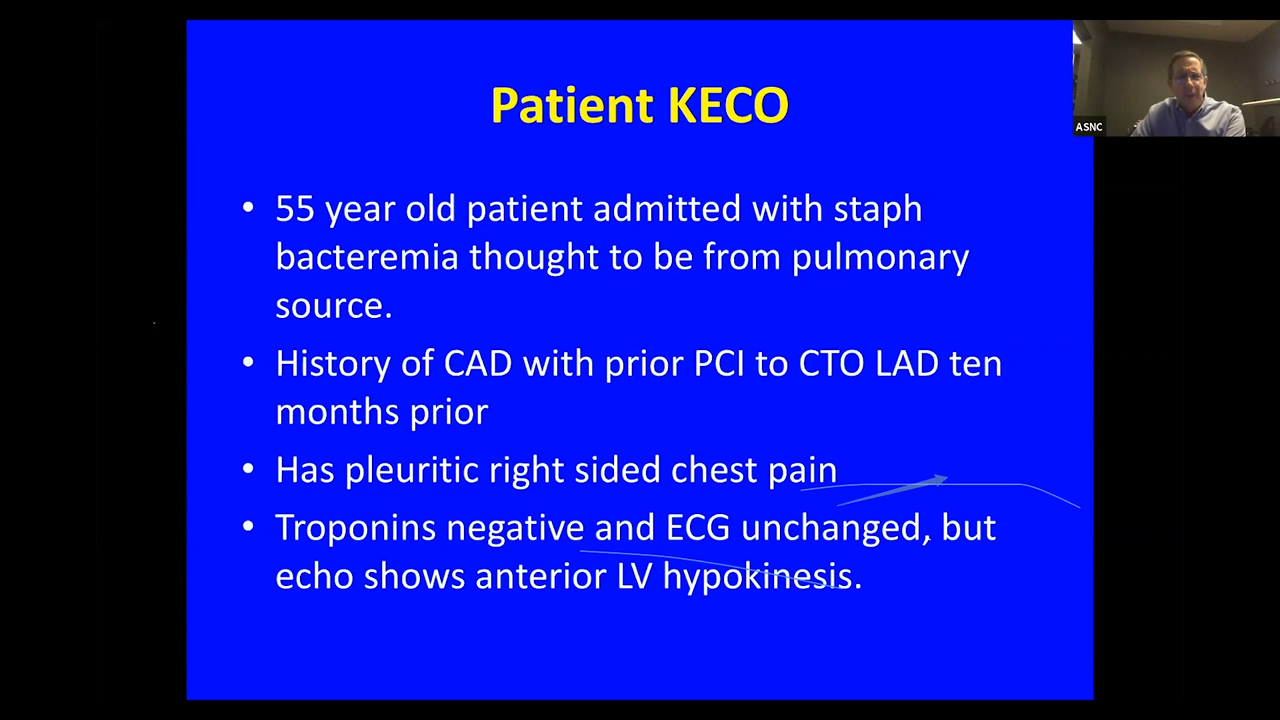 Patient KECO
ASNC
• 55 year old patient admitted with staph
bacteremia thought to be from pulmonary
source.
• History of CAD with prior PCI to CTO LAD ten
months prior
• Has pleuritic right sided chest pain
• Troponins negative and ECG unchanged, but
echo shows anterior LV hypokinesis.